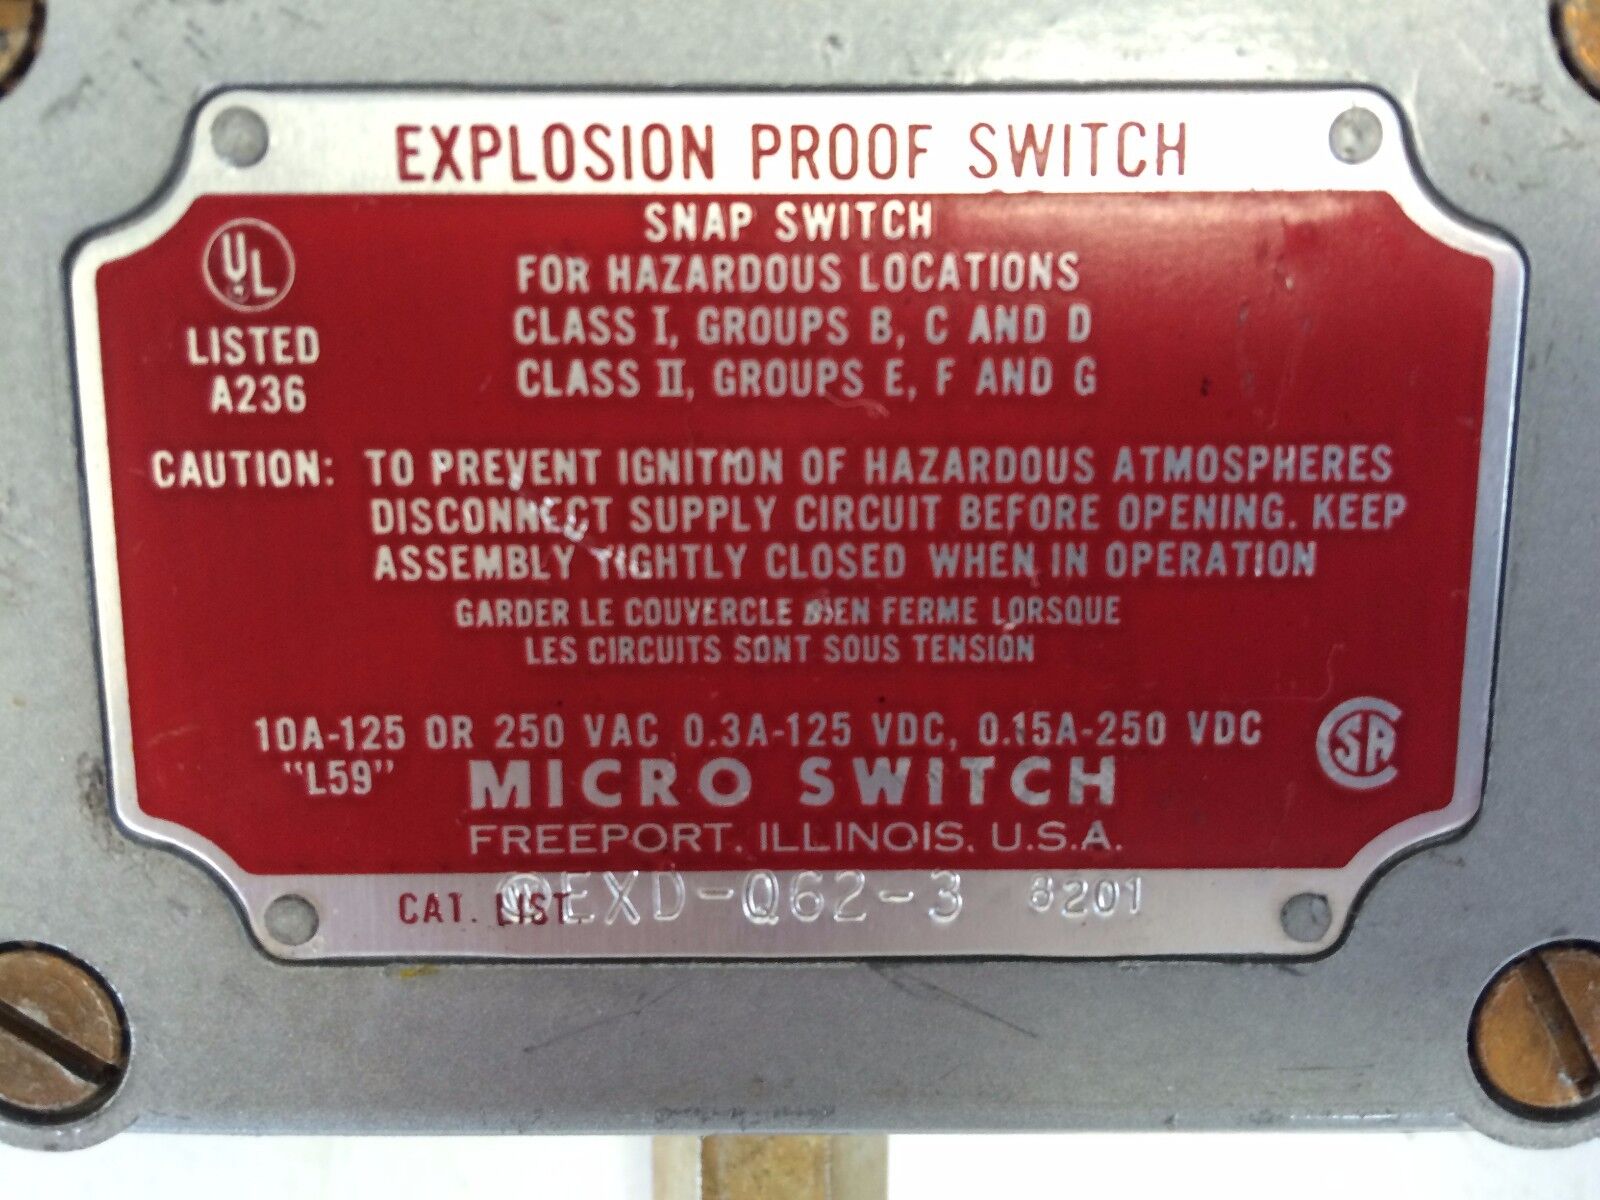 EXPLOSION PROOF SWITCH
SNAP SWITCH
FOR HAZARDOUS LOCATIONS
CLASS I, GROUPS B, C AND D
CLASS II, GROUPS E, F AND G
UL
LISTED
A236
CAUTION: TO PREVENT IGNITION OF HAZARDOUS ATMOSPHERES
DISCONNECT SUPPLY CIRCUIT BEFORE OPENING. KEEP
ASSEMBLY TIGHTLY CLOSED WHEN IN OPERATION
GARDER LE COUVERCLE BIEN FERME LORSQUE
LES CIRCUITS SONT SOUS TENSION
10A-125 OR 250 VAC 0.3A-125 VDC, 0.15A-250 VDC
"L59"
CSA
MICRO SWITCH
FREEPORT, ILLINOIS, U.S.A.
CAT. LIST. EXD-Q62-3 8201